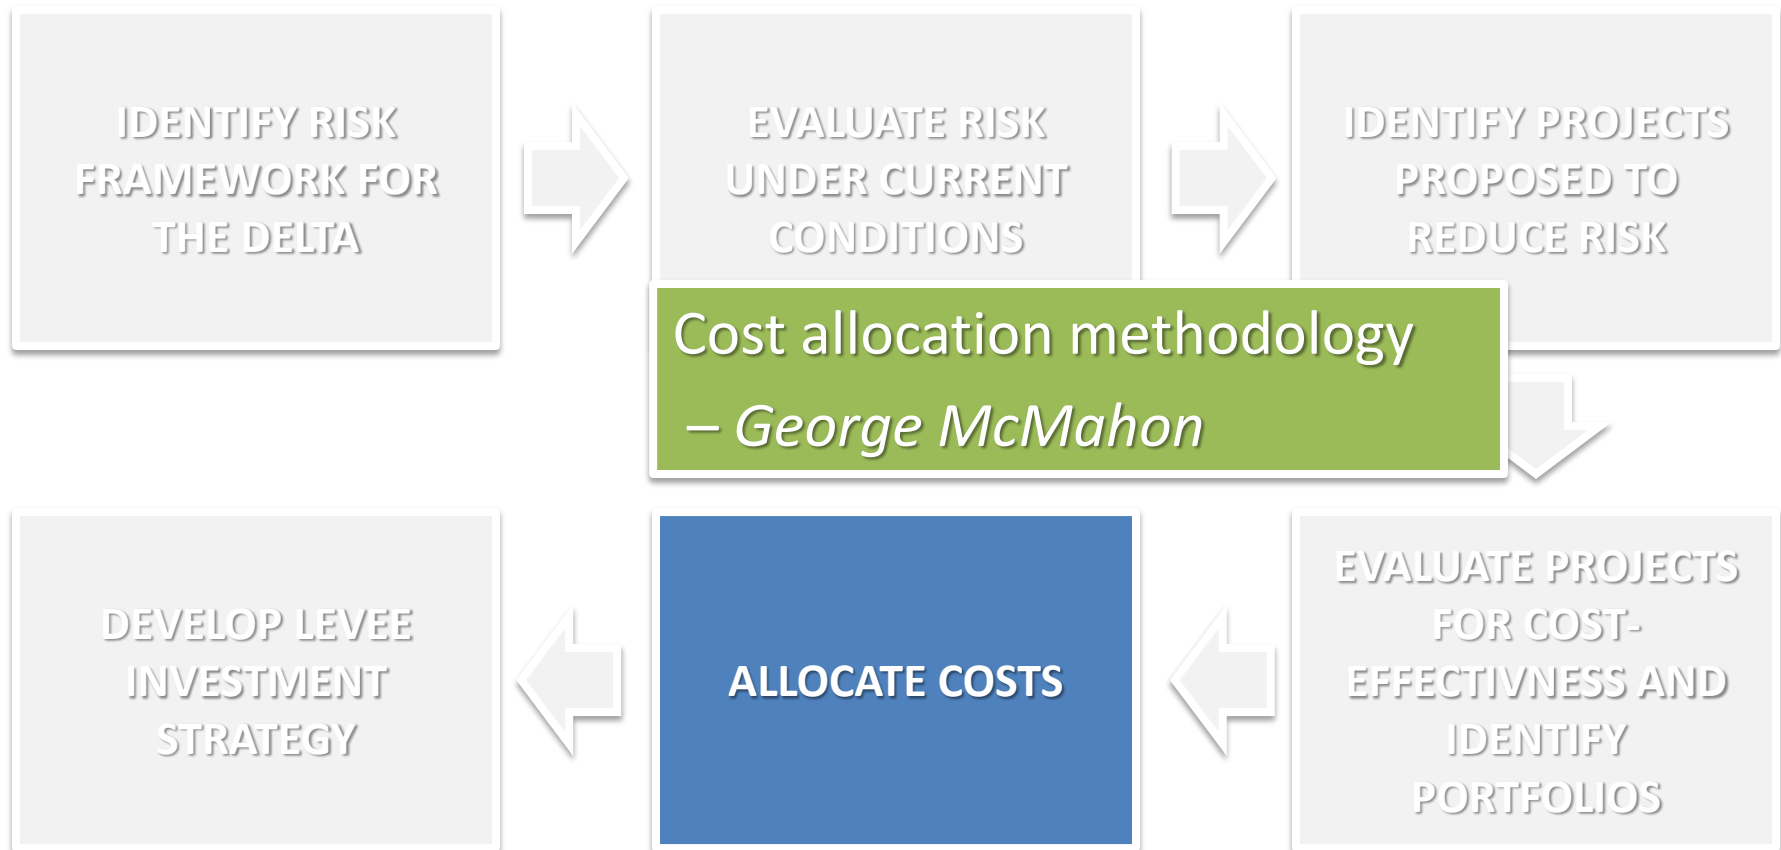 IDENTIFY RISK
FRAMEWORK FOR
THE DELTA
EVALUATE RISK
UNDER CURRENT
CONDITIONS
IDENTIFY PROJECTS
PROPOSED TO
REDUCE RISK
Cost allocation methodology
– George McMahon
EVALUATE PROJECTS
FOR COST-
EFFECTIVNESS AND
IDENTIFY
PORTFOLIOS
ALLOCATE COSTS
DEVELOP LEVEE
INVESTMENT
STRATEGY